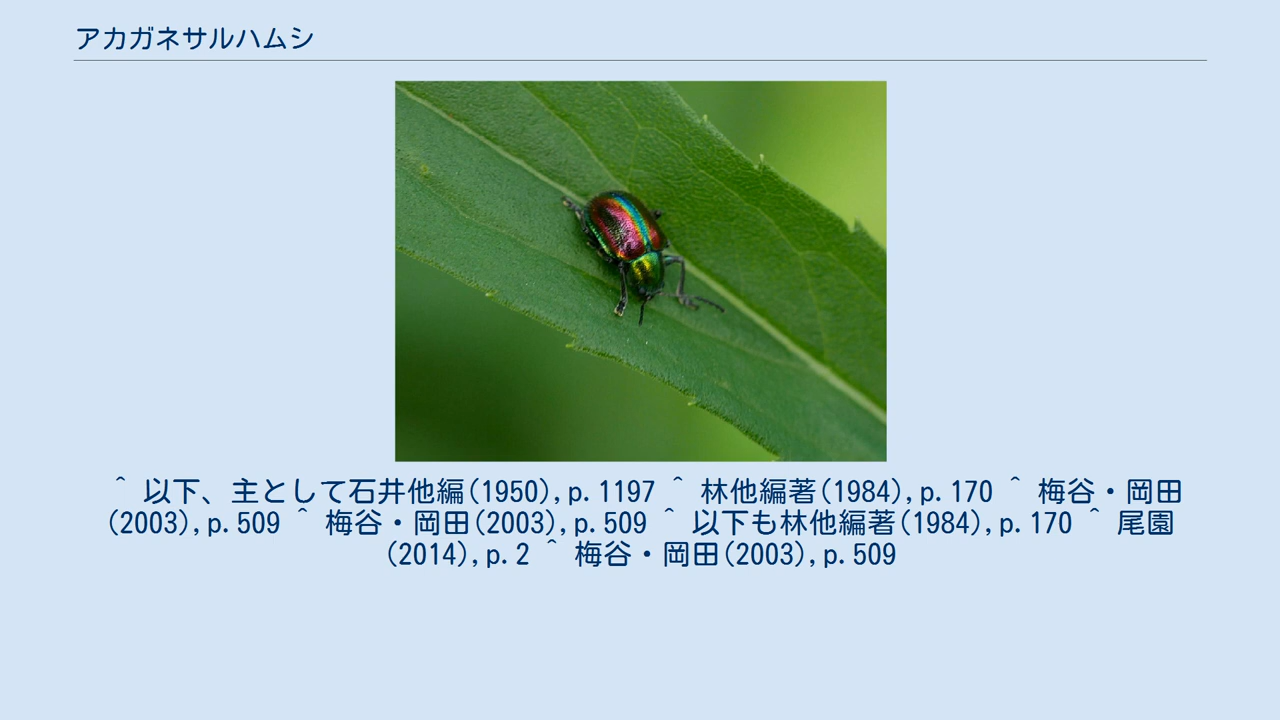 アカガネサルハムシ
^ 以下、主として石井他編(1950),p.1197 ^ 林他編著(1984),p.170 ^ 梅谷・岡田
(2003),p.509 ^ 梅谷・岡田(2003),p.509 ^ 以下も林他編著(1984),p.170 ^ 尾園
(2014),p.2 ^ 梅谷・岡田(2003),p.509